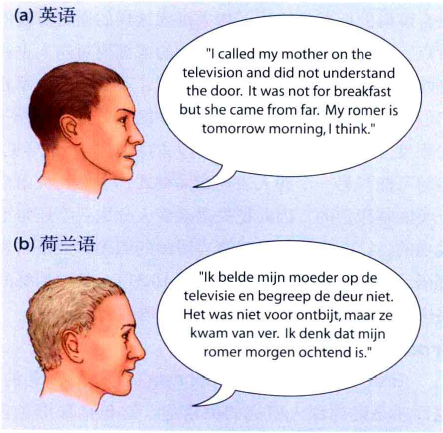 (a) 英语
"I called my mother on the
television and did not understand
the door. It was not for breakfast
but she came from far. My romer is
tomorrow morning, I think."
(b) 荷兰语
"Ik belde mijn moeder op de
televisie en begreep de deur niet.
Het was niet voor ontbijt, maar ze
kwam van ver. Ik denk dat mijn
romer morgen ochtend is."